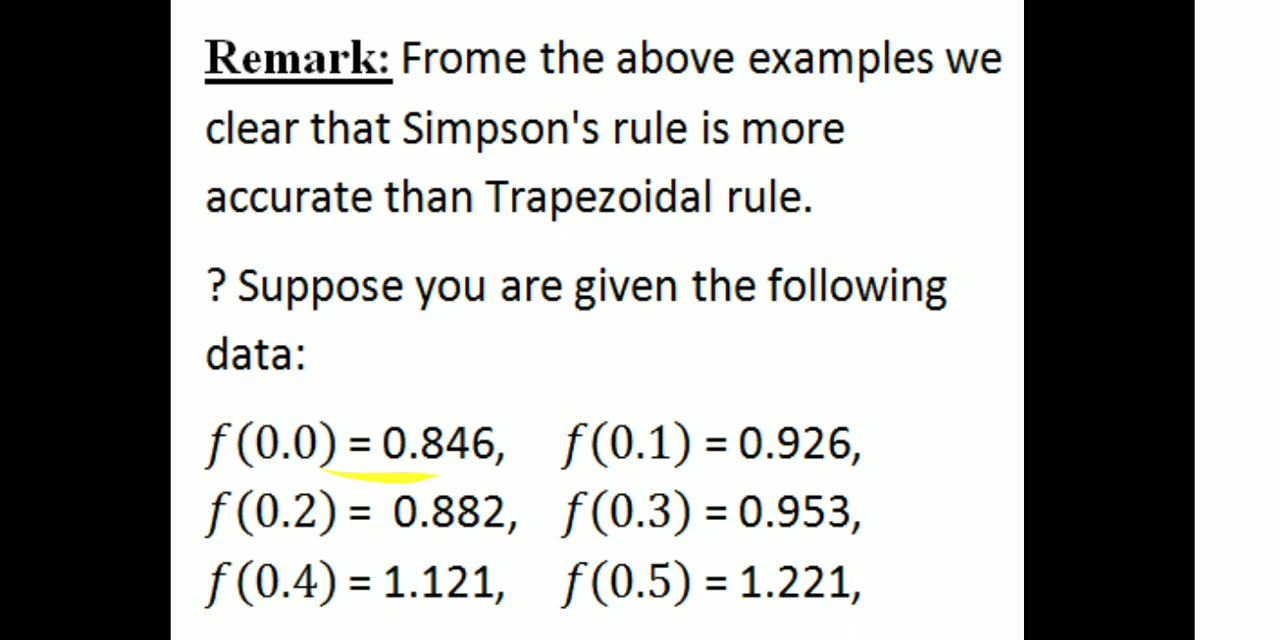 Remark: Frome the above examples we
clear that Simpson's rule is more
accurate than Trapezoidal rule.
? Suppose you are given the following
data:
f(0.0) = 0.846, f(0.1) = 0.926,
f(0.2) = 0.882, f(0.3) = 0.953,
f(0.4) = 1.121, f(0.5) = 1.221,